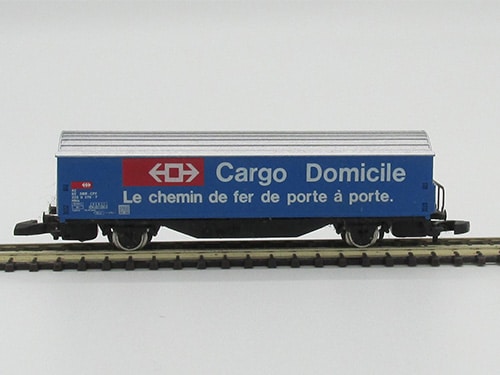 Cargo Domicile
Le chemin de fer de porte à porte.